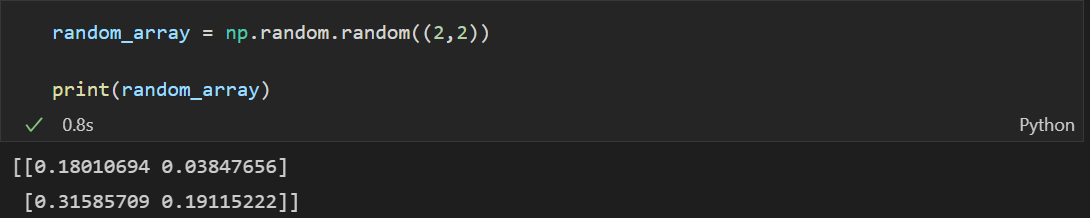 random_array = np.random.random((2,2))
print(random_array)
0.8s
Python
[[0.18010694 0.03847656]
[0.31585709 0.19115222]]